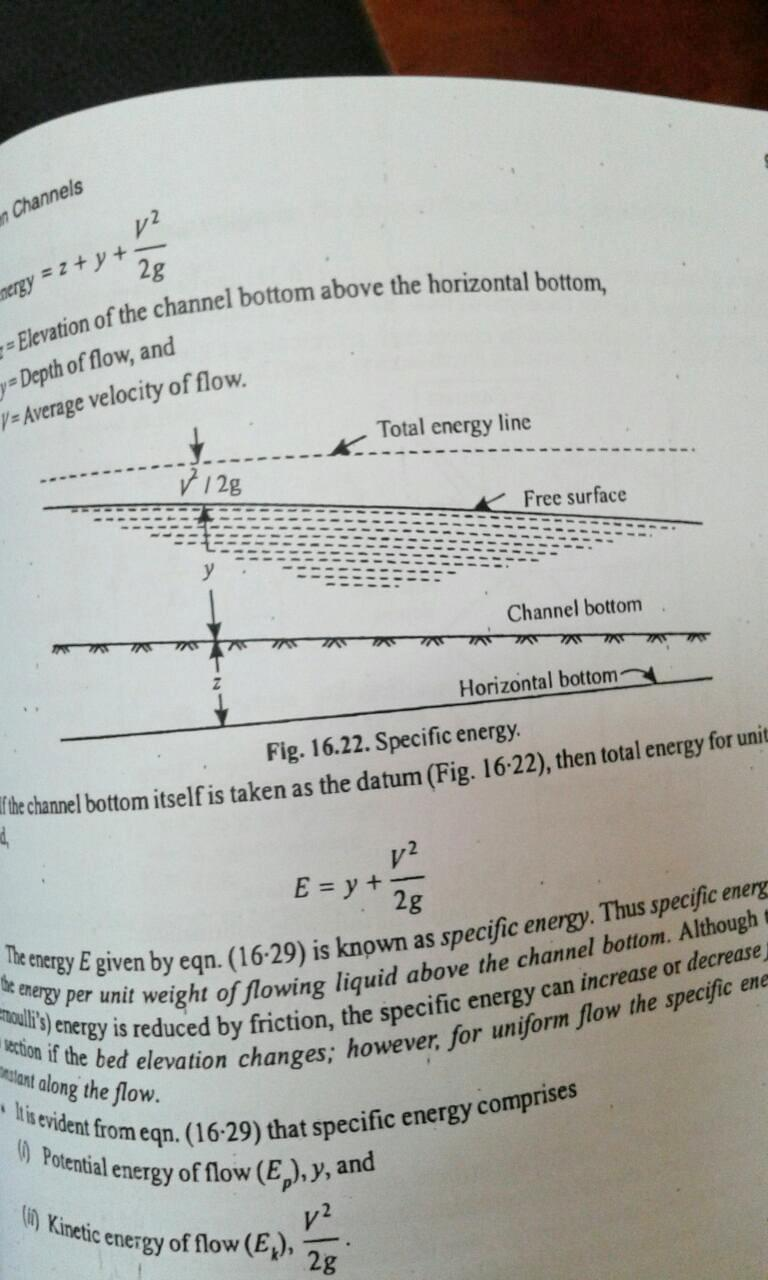 n Channels
nergy = z + y + V²/2g
z = Elevation of the channel bottom above the horizontal bottom,
y = Depth of flow, and
V = Average velocity of flow.
Total energy line
V² / 2g
Free surface
y
Channel bottom
z
Horizontal bottom
Fig. 16.22. Specific energy.
If the channel bottom itself is taken as the datum (Fig. 16·22), then total energy for unit
d,
E = y + V²/2g
The energy E given by eqn. (16·29) is known as specific energy. Thus specific energ
the energy per unit weight of flowing liquid above the channel bottom. Although t
ernoulli's) energy is reduced by friction, the specific energy can increase or decrease
section if the bed elevation changes; however, for uniform flow the specific ene
onstant along the flow.
• It is evident from eqn. (16·29) that specific energy comprises
(i) Potential energy of flow (Eₚ), y, and
(ii) Kinetic energy of flow (Eₖ), V²/2g.